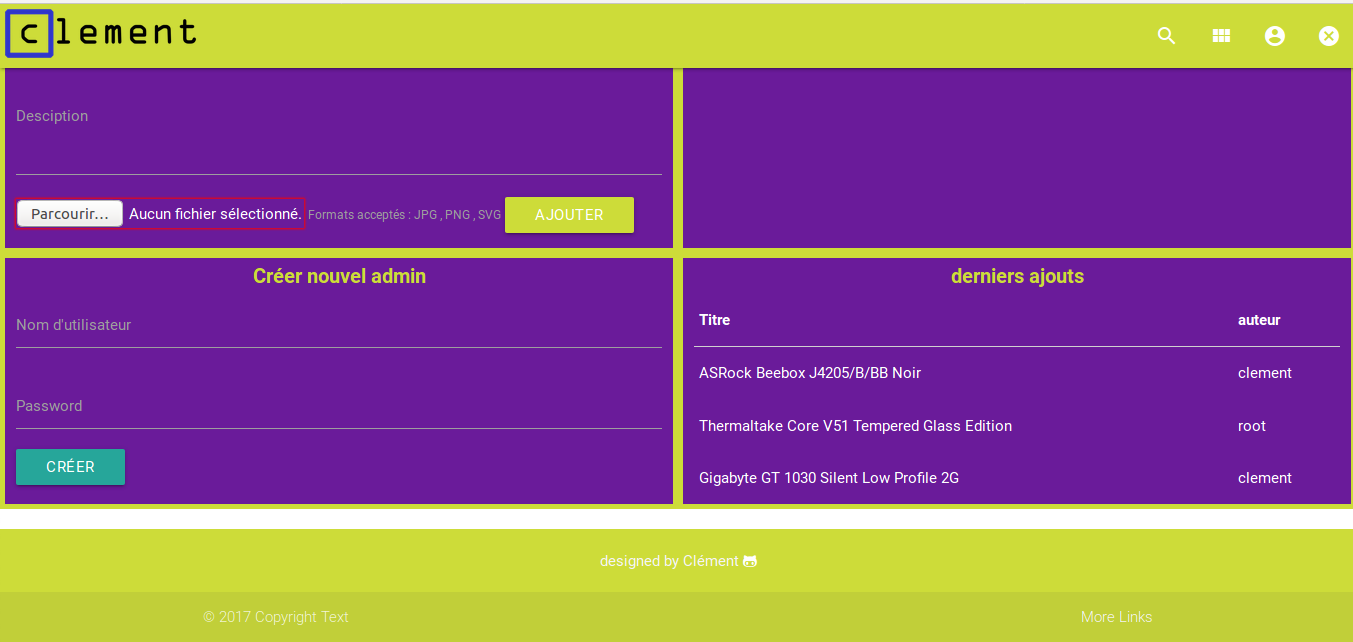 clement
Desciption
Parcourir... Aucun fichier sélectionné. Formats acceptés : JPG , PNG , SVG AJOUTER
Créer nouvel admin
Nom d'utilisateur
Password
CRÉER
derniers ajouts
Titre auteur
ASRock Beebox J4205/B/BB Noir clement
Thermaltake Core V51 Tempered Glass Edition root
Gigabyte GT 1030 Silent Low Profile 2G clement
designed by Clément
© 2017 Copyright Text More Links